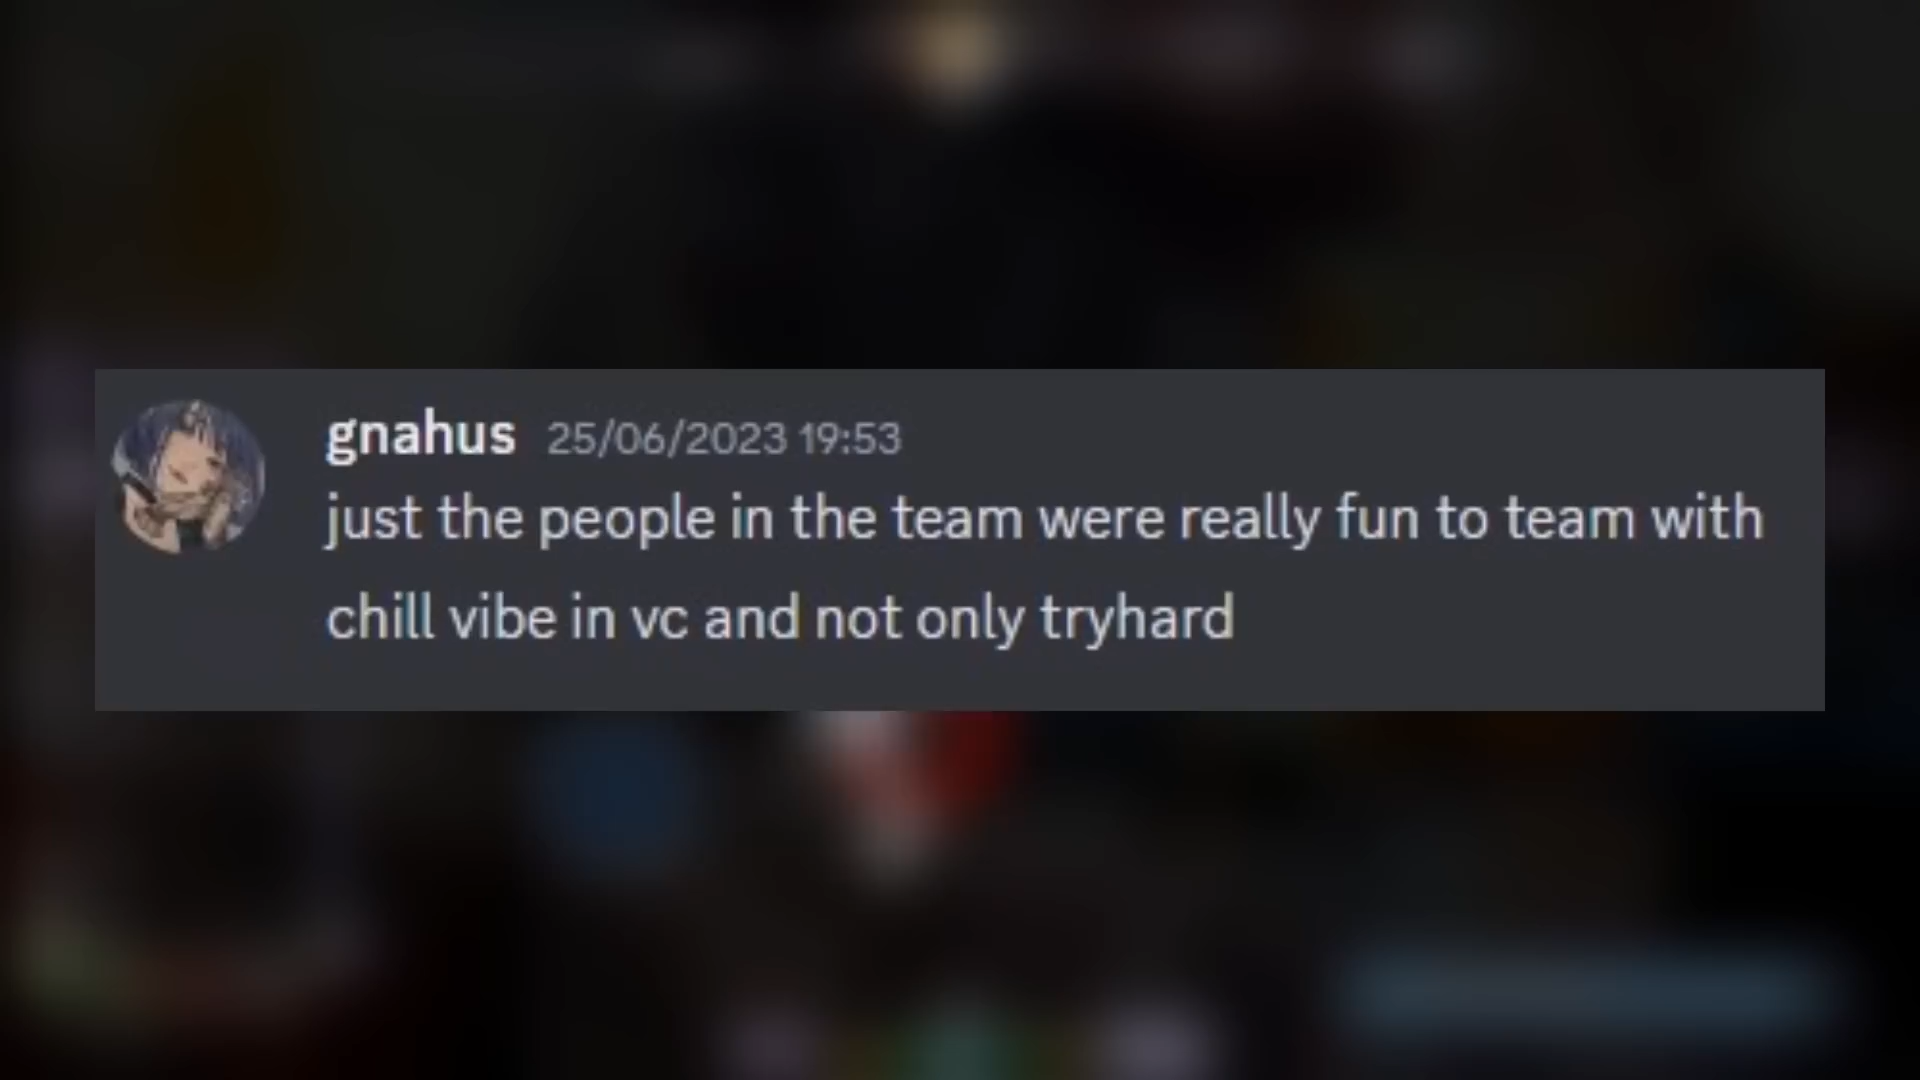 gnahus 25/06/2023 19:53
just the people in the team were really fun to team with
chill vibe in vc and not only tryhard